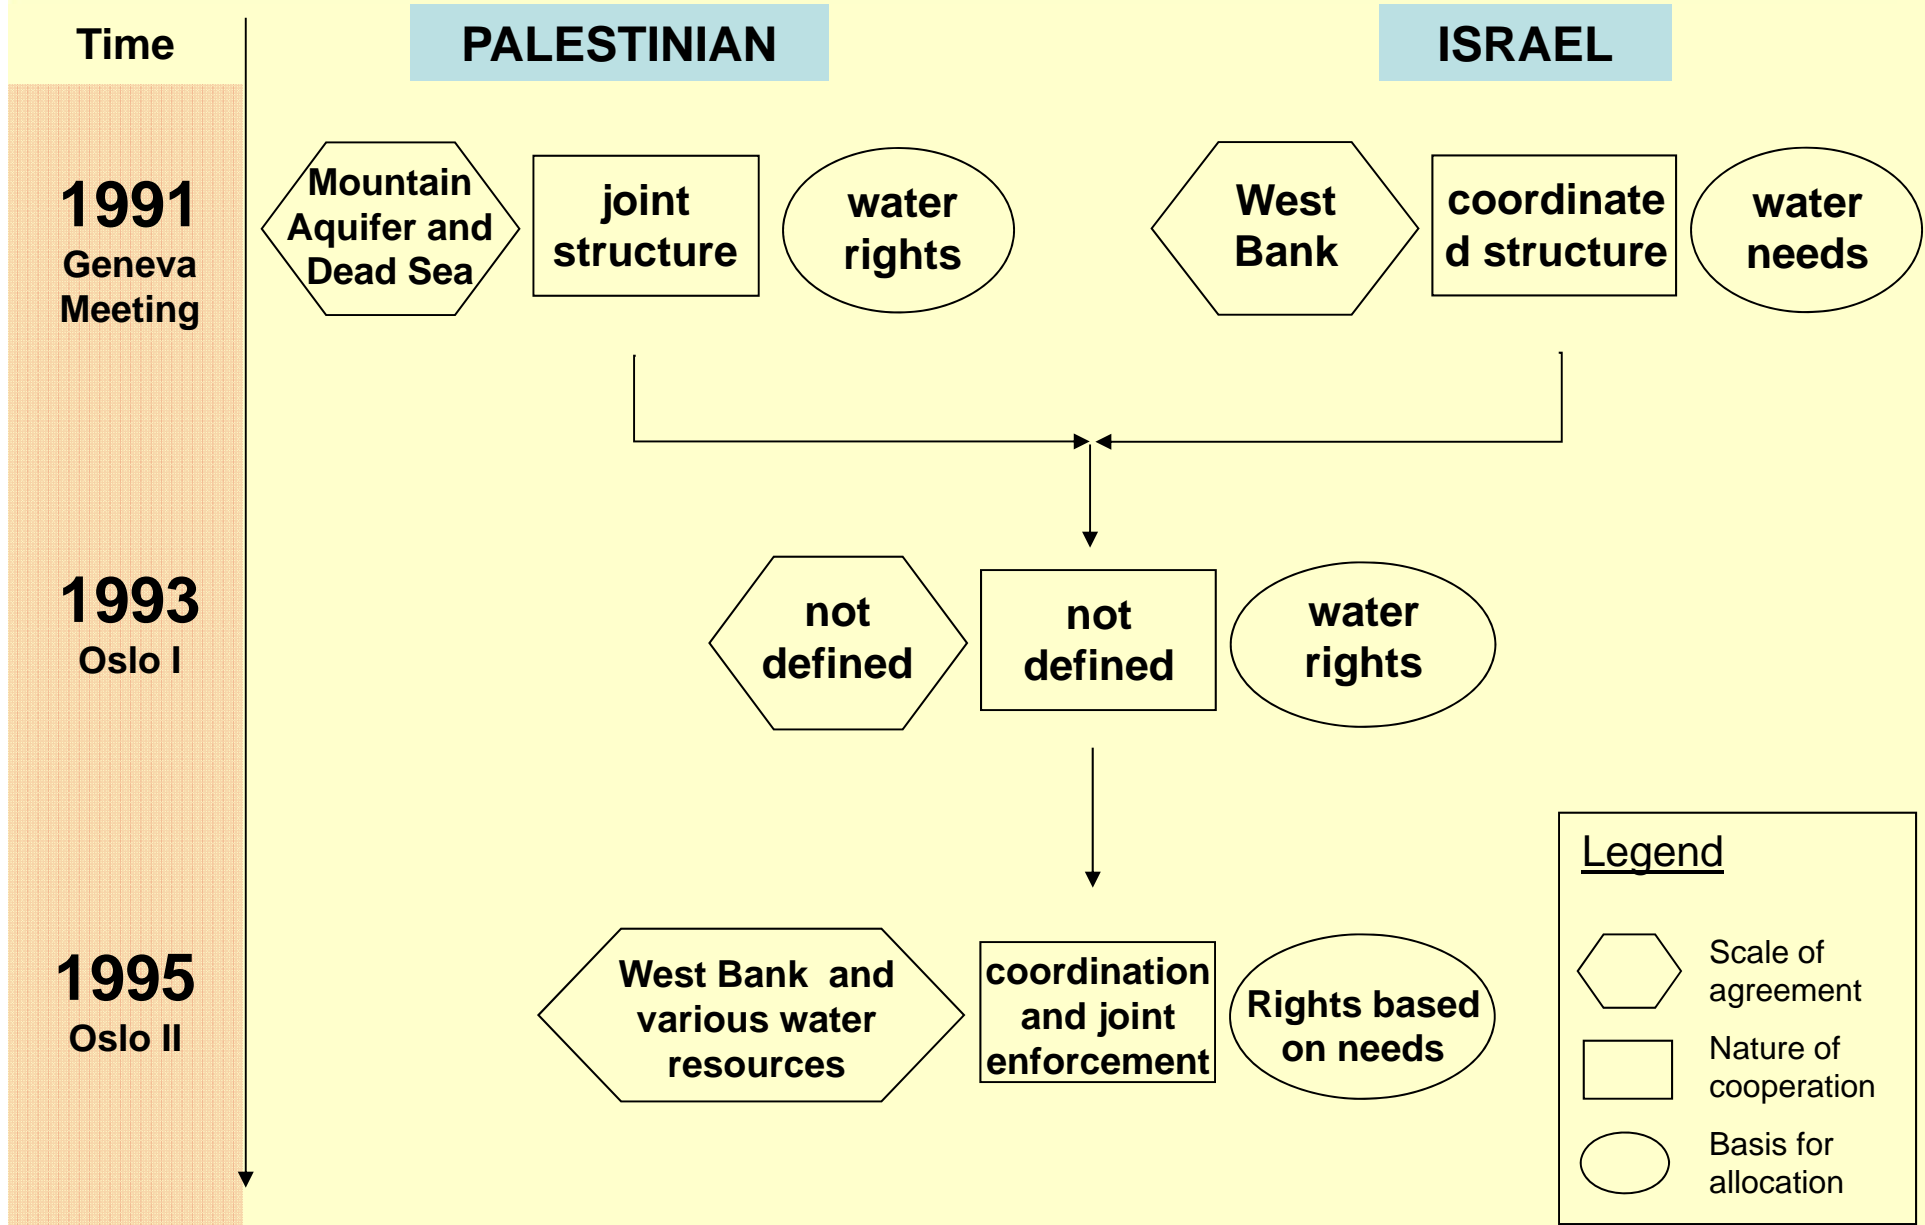 Time
PALESTINIAN
ISRAEL
1991
Geneva
Meeting
Mountain
Aquifer and
Dead Sea
joint
structure
water
rights
West
Bank
coordinate
d structure
water
needs
1993
Oslo I
not
defined
not
defined
water
rights
1995
Oslo II
West Bank and
various water
resources
coordination
and joint
enforcement
Rights based
on needs
Legend
Scale of
agreement
Nature of
cooperation
Basis for
allocation